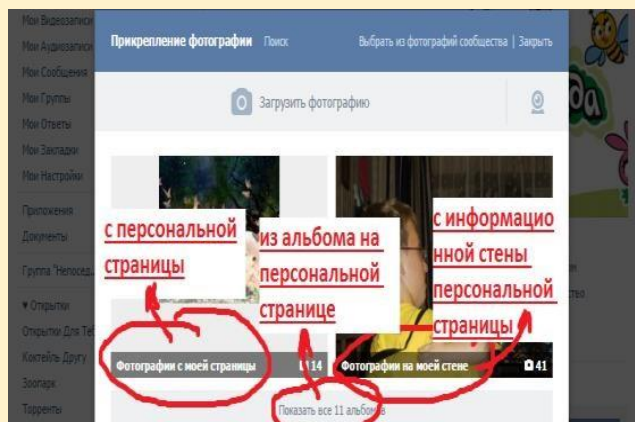 Мои Видеозаписи
Мои Аудиозаписи
Мои Сообщения
Мои Группы
Мои Ответы
Мои Закладки
Мои Настройки
Приложения
Документы
Группа "Непосед..
▾ Открытки
Открытки Для Теб
Коктейль Другу
Зоопарк
Торренты
Прикрепление фотографии Поиск Выбрать из фотографий сообщества | Закрыть
Загрузить фотографию
с персональной
страницы
из альбома на
персональной
странице
с информацио
нной стены
персональной
страницы
Фотографии с моей страницы 14
Фотографии на моей стене 41
Показать все 11 альбомов
да